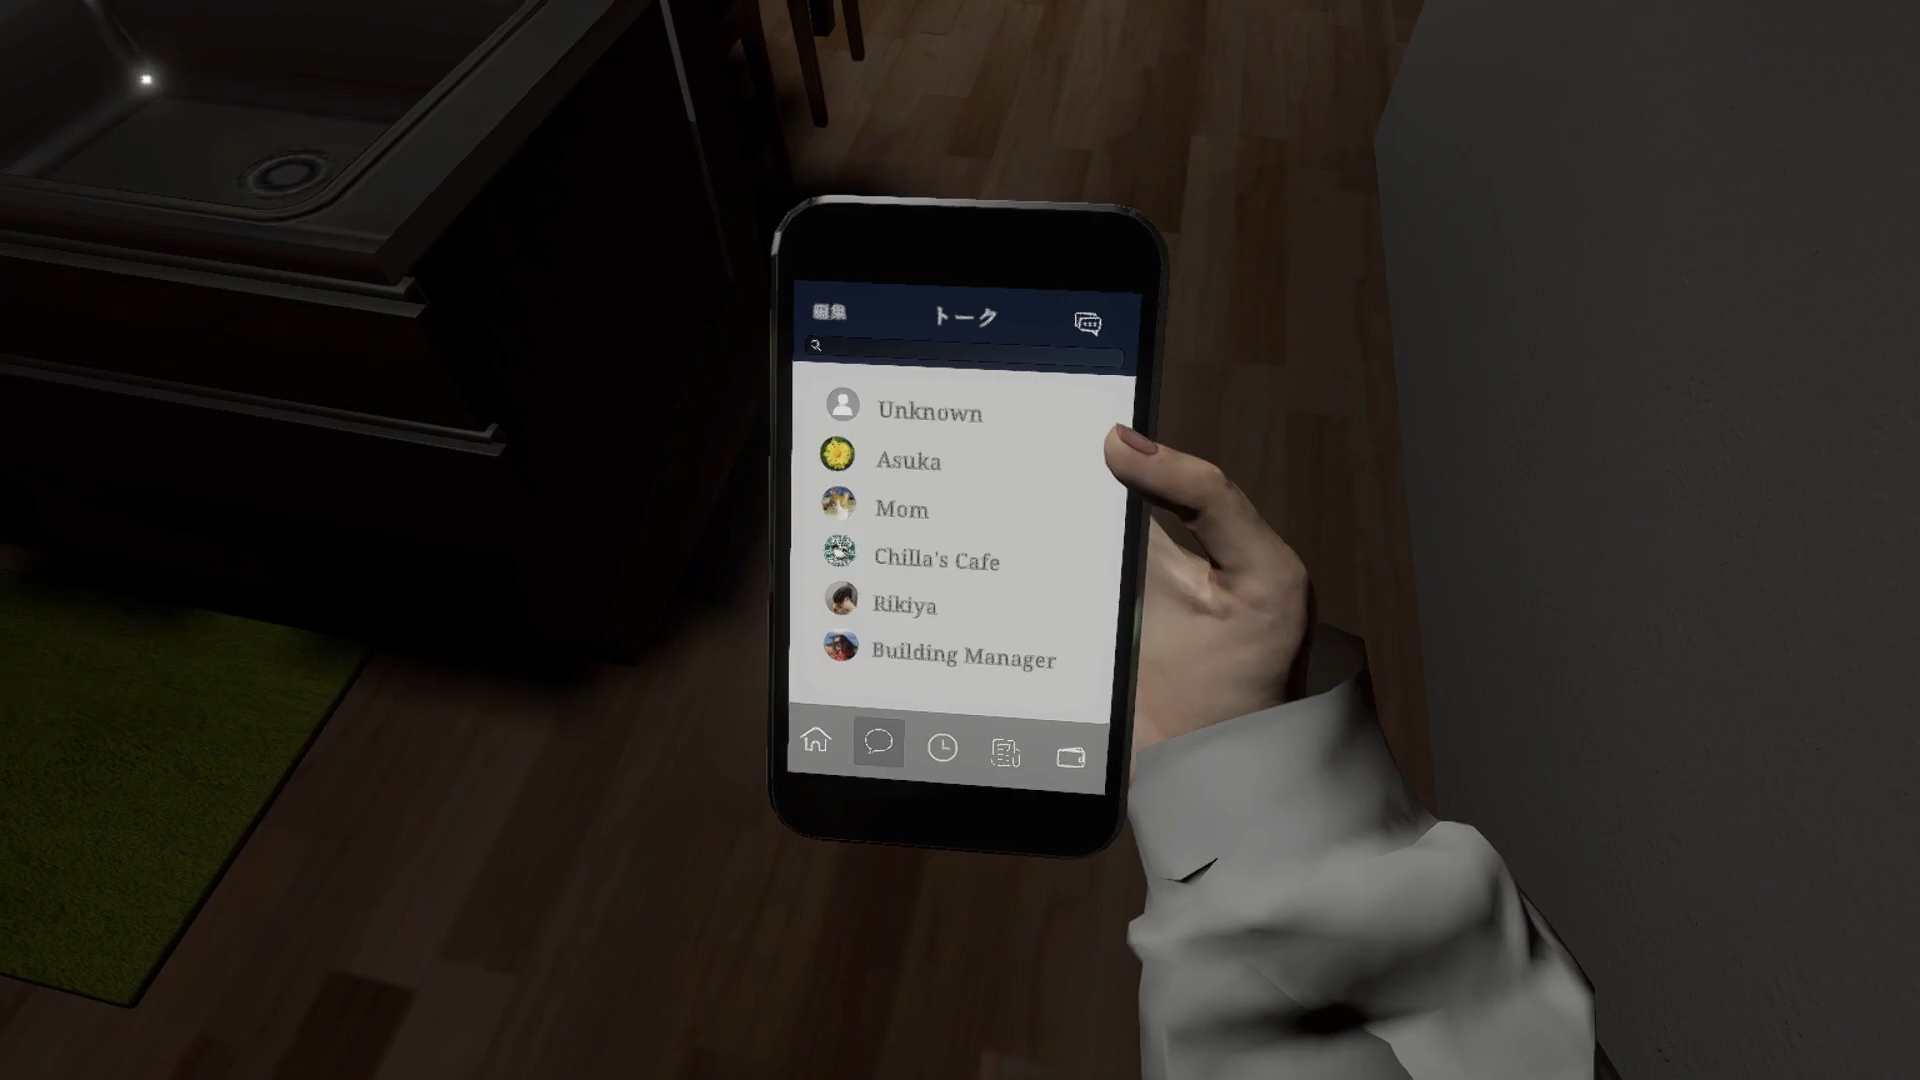 編集
トーク
Unknown
Asuka
Mom
Chilla's Cafe
Rikiya
Building Manager